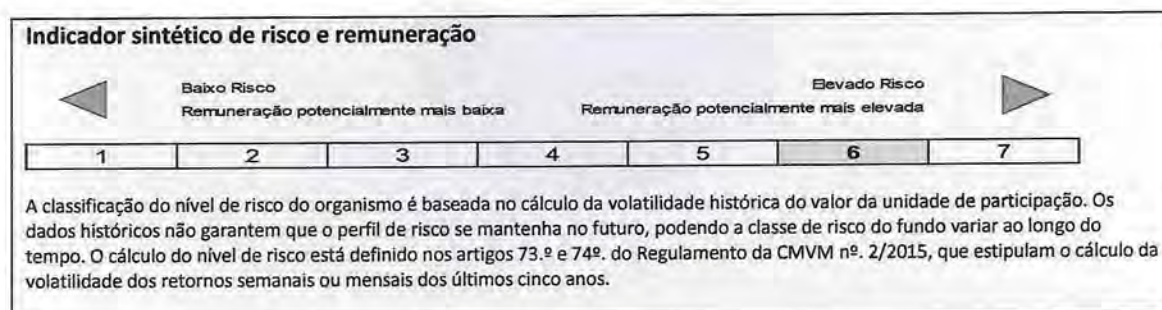 Indicador sintético de risco e remuneração
Baixo Risco
Remuneração potencialmente mais baixa
Elevado Risco
Remuneração potencialmente mais elevada
1 2 3 4 5 6 7
A classificação do nível de risco do organismo é baseada no cálculo da volatilidade histórica do valor da unidade de participação. Os
dados históricos não garantem que o perfil de risco se mantenha no futuro, podendo a classe de risco do fundo variar ao longo do
tempo. O cálculo do nível de risco está definido nos artigos 73.º e 74º. do Regulamento da CMVM nº. 2/2015, que estipulam o cálculo da
volatilidade dos retornos semanais ou mensais dos últimos cinco anos.